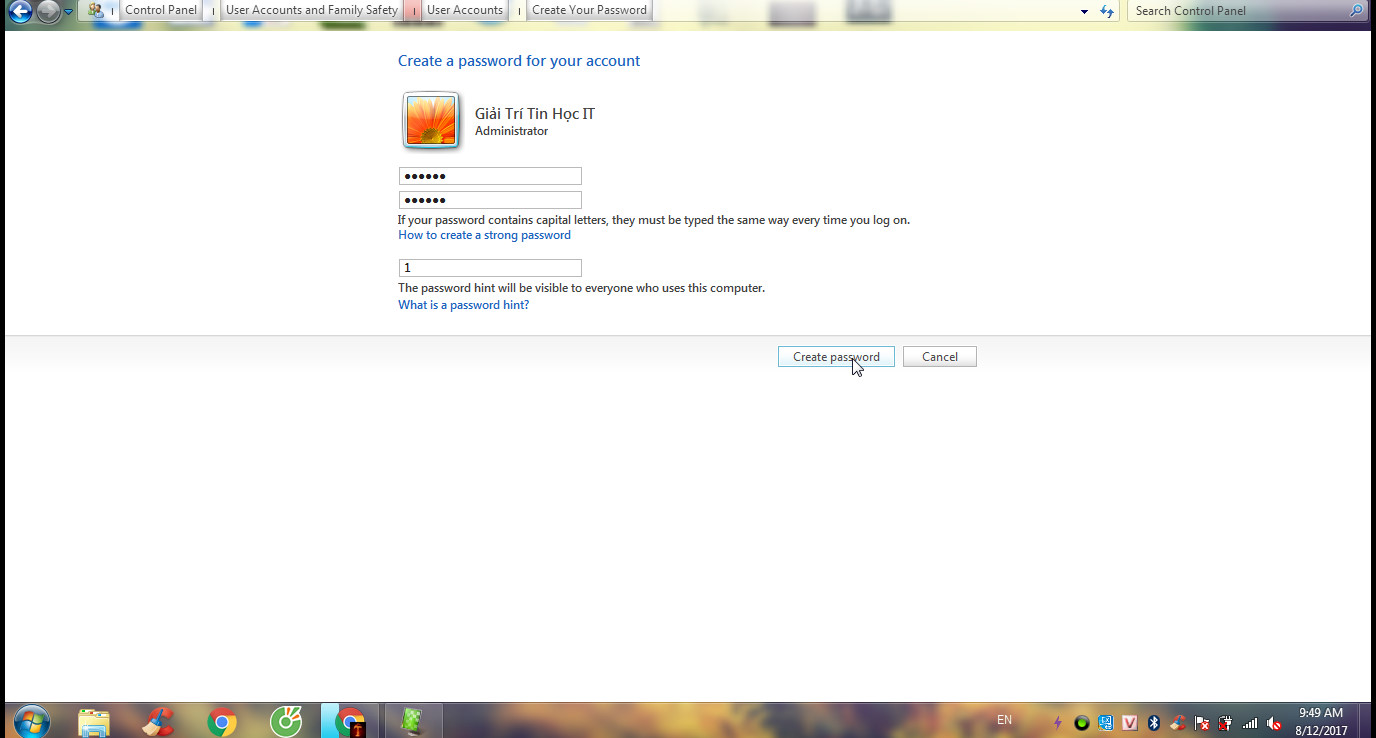 Control Panel User Accounts and Family Safety User Accounts Create Your Password Search Control Panel
Create a password for your account
Giải Trí Tin Học IT
Administrator
••••••
••••••
If your password contains capital letters, they must be typed the same way every time you log on.
How to create a strong password
1
The password hint will be visible to everyone who uses this computer.
What is a password hint?
Create password Cancel
EN V 9:49 AM
8/12/2017